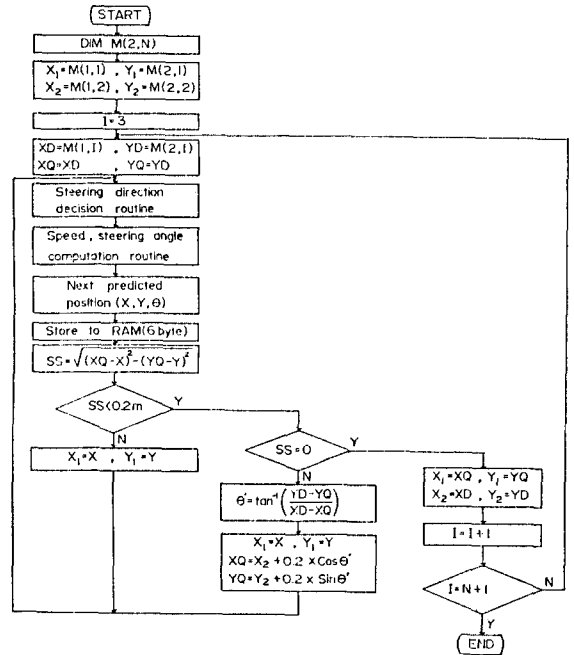 START
DIM M(2,N)
X₁=M(1,1) , Y₁=M(2,1)
X₂=M(1,2) , Y₂=M(2,2)
I=3
XD=M(1,I) , YD=M(2,I)
XQ=XD , YQ=YD
Steering direction
decision routine
Speed, steering angle
computation routine
Next predicted
position (X,Y,θ)
Store to RAM(6byte)
SS=√(XQ-X)²-(YQ-Y)²
SS<0.2m
Y
N
X₁=X , Y₁=Y
SS=0
Y
N
θ'=tan⁻¹(YD-YQ/XD-XQ)
X₁=X , Y₁=Y
XQ=X₂+0.2×Cosθ'
YQ=Y₂+0.2×Sinθ'
X₁=XQ , Y₁=YQ
X₂=XD , Y₂=YD
I=I+1
I=N+1
N
Y
END